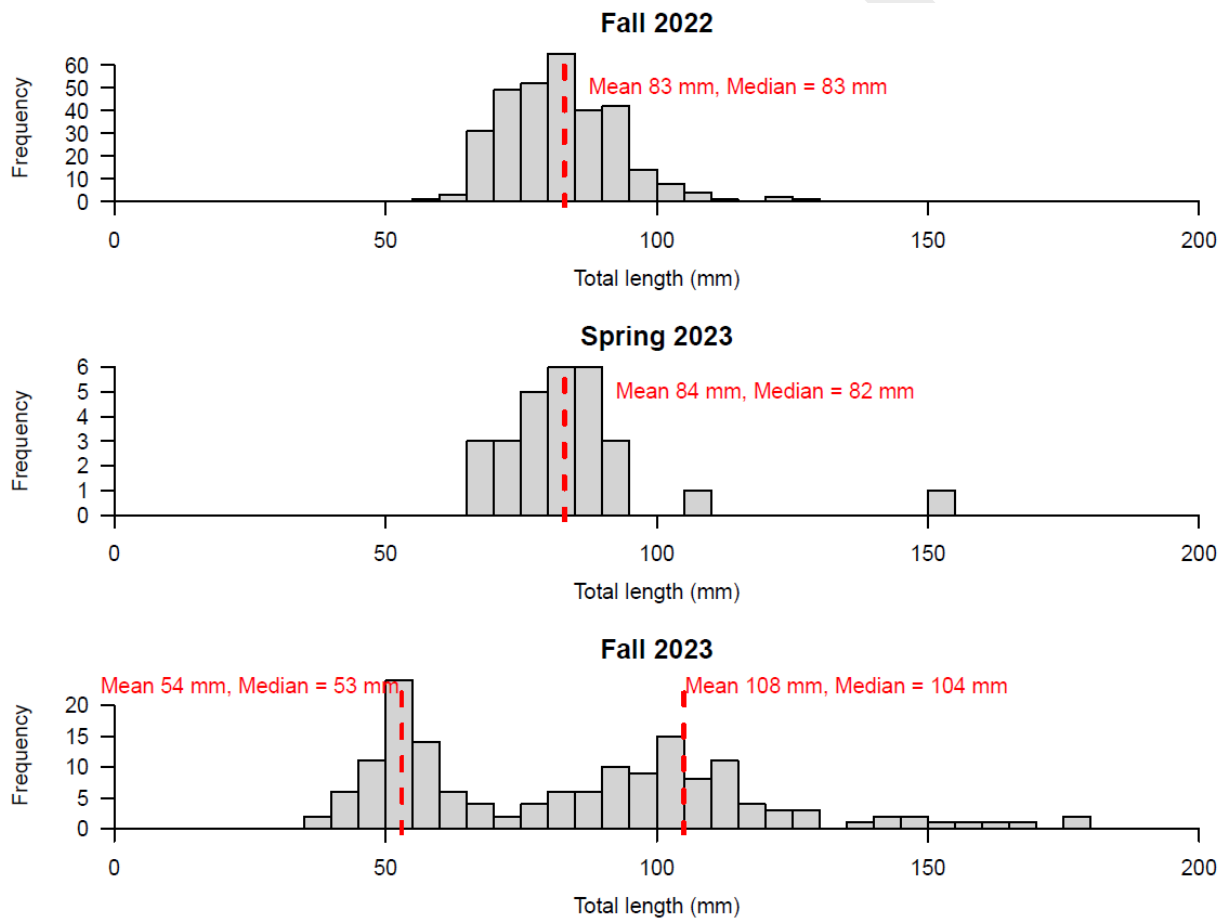 Fall 2022
Frequency
60
50
40
30
20
10
0
Mean 83 mm, Median = 83 mm
0 50 100 150 200
Total length (mm)
Spring 2023
Frequency
6
5
4
3
2
1
0
Mean 84 mm, Median = 82 mm
0 50 100 150 200
Total length (mm)
Fall 2023
Frequency
Mean 54 mm, Median = 53 mm Mean 108 mm, Median = 104 mm
20
15
10
5
0
0 50 100 150 200
Total length (mm)